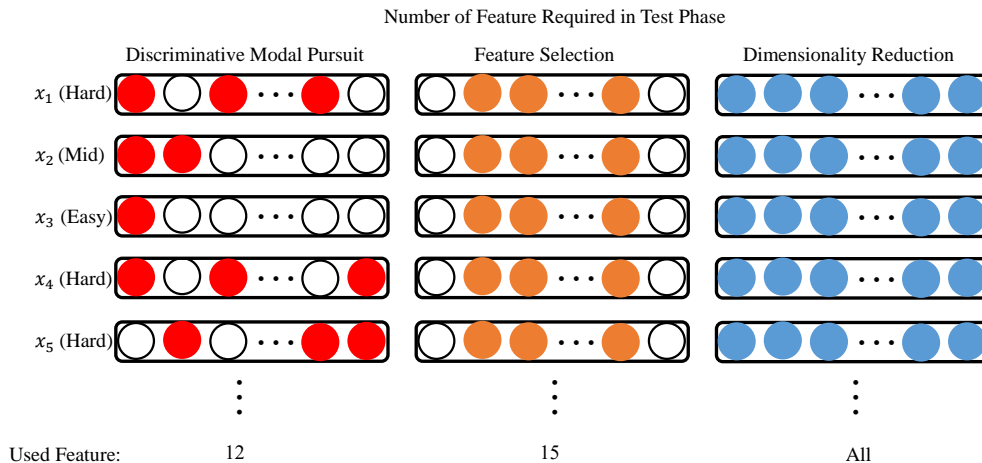 Number of Feature Required in Test Phase
Discriminative Modal Pursuit Feature Selection Dimensionality Reduction
x₁ (Hard)
x₂ (Mid)
x₃ (Easy)
x₄ (Hard)
x₅ (Hard)
Used Feature: 12 15 All